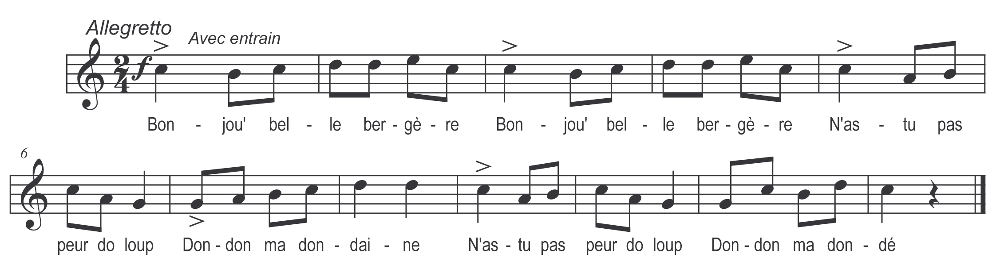 Allegretto
Avec entrain
2
4
f
Bon - jou' bel - le ber - gè - re Bon - jou' bel - le ber - gè - re N'as - tu pas
6
peur do loup Don - don ma don - dai - ne N'as - tu pas peur do loup Don - don ma don - dé